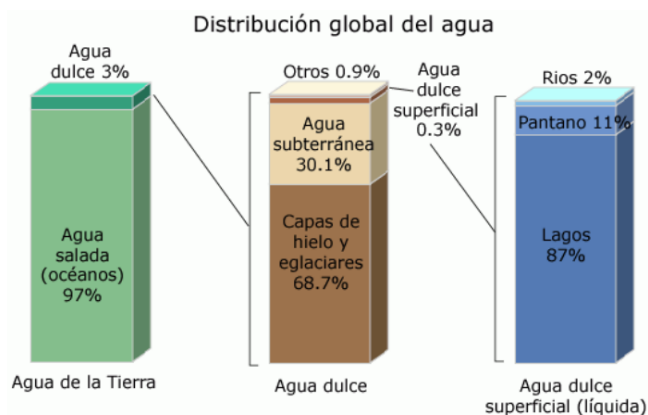 Distribución global del agua
Agua
dulce 3%
Agua
salada
(océanos)
97%
Agua de la Tierra
Otros 0.9%
Agua
subterránea
30.1%
Capas de
hielo y
eglaciares
68.7%
Agua dulce
Agua
dulce
superficial
0.3%
Rios 2%
Pantano 11%
Lagos
87%
Agua dulce
superficial (líquida)